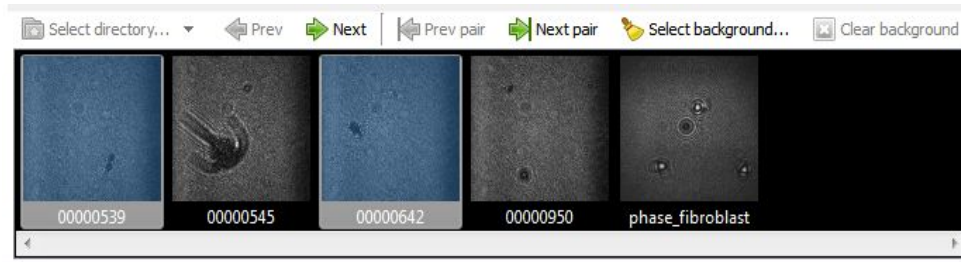 Select directory... Prev Next Prev pair Next pair Select background... Clear background
00000539 00000545 00000642 00000950 phase_fibroblast